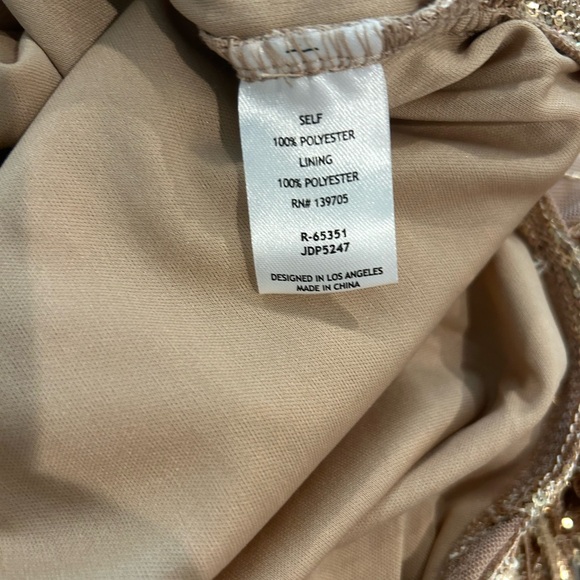 SELF
100% POLYESTER
LINING
100% POLYESTER
RN# 139705
R-65351
JDP5247
DESIGNED IN LOS ANGELES
MADE IN CHINA